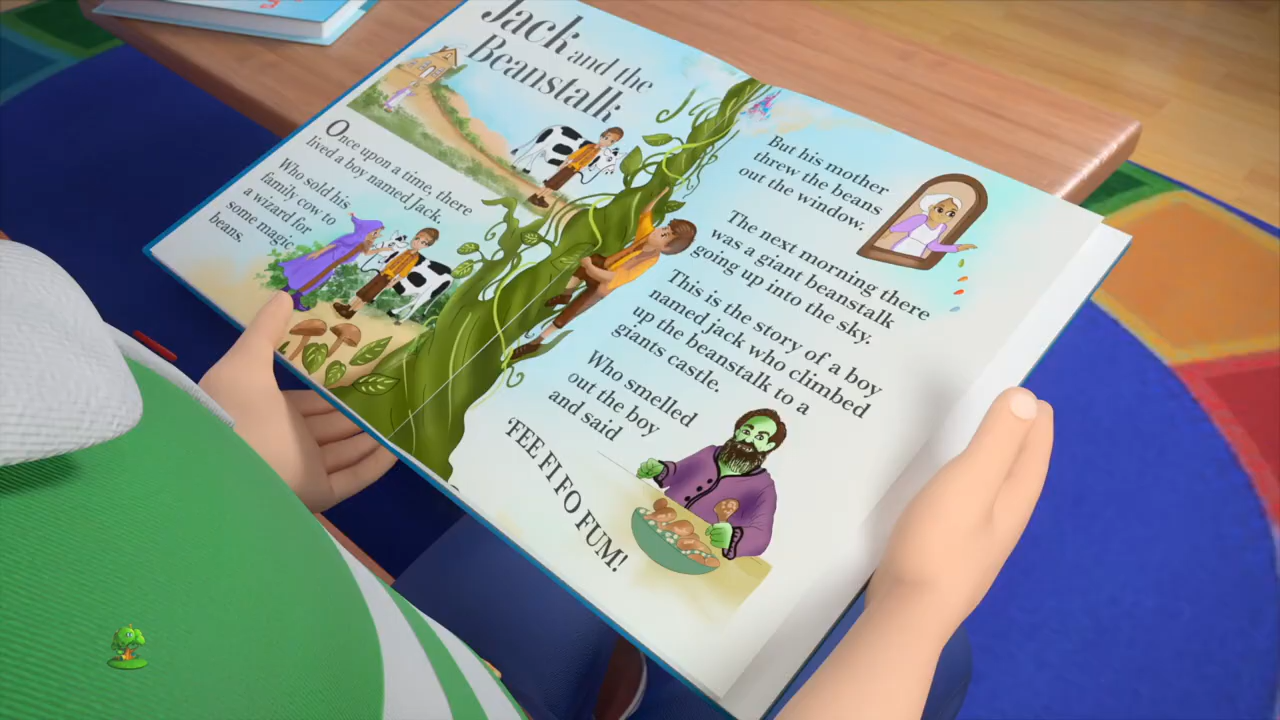 Jack and the
Beanstalk
Once upon a time, there
lived a boy named Jack.
Who sold his
family cow to
a wizard for
some magic
beans.
But his mother
threw the beans
out the window.
The next morning there
was a giant beanstalk
going up into the sky.
This is the story of a boy
named Jack who climbed
up the beanstalk to a
giants castle.
Who smelled
out the boy
and said
'FEE FI FO FUM!